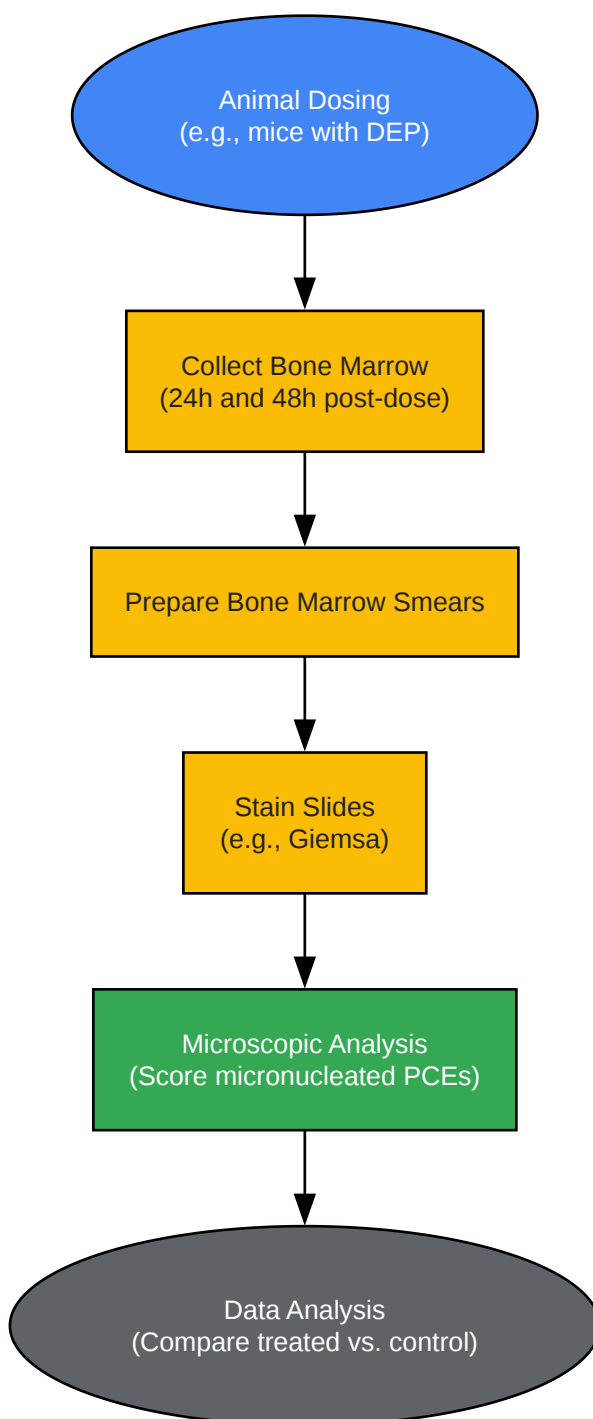 Animal Dosing
(e.g., mice with DEP)
Collect Bone Marrow
(24h and 48h post-dose)
Prepare Bone Marrow Smears
Stain Slides
(e.g., Giemsa)
Microscopic Analysis
(Score micronucleated PCEs)
Data Analysis
(Compare treated vs. control)